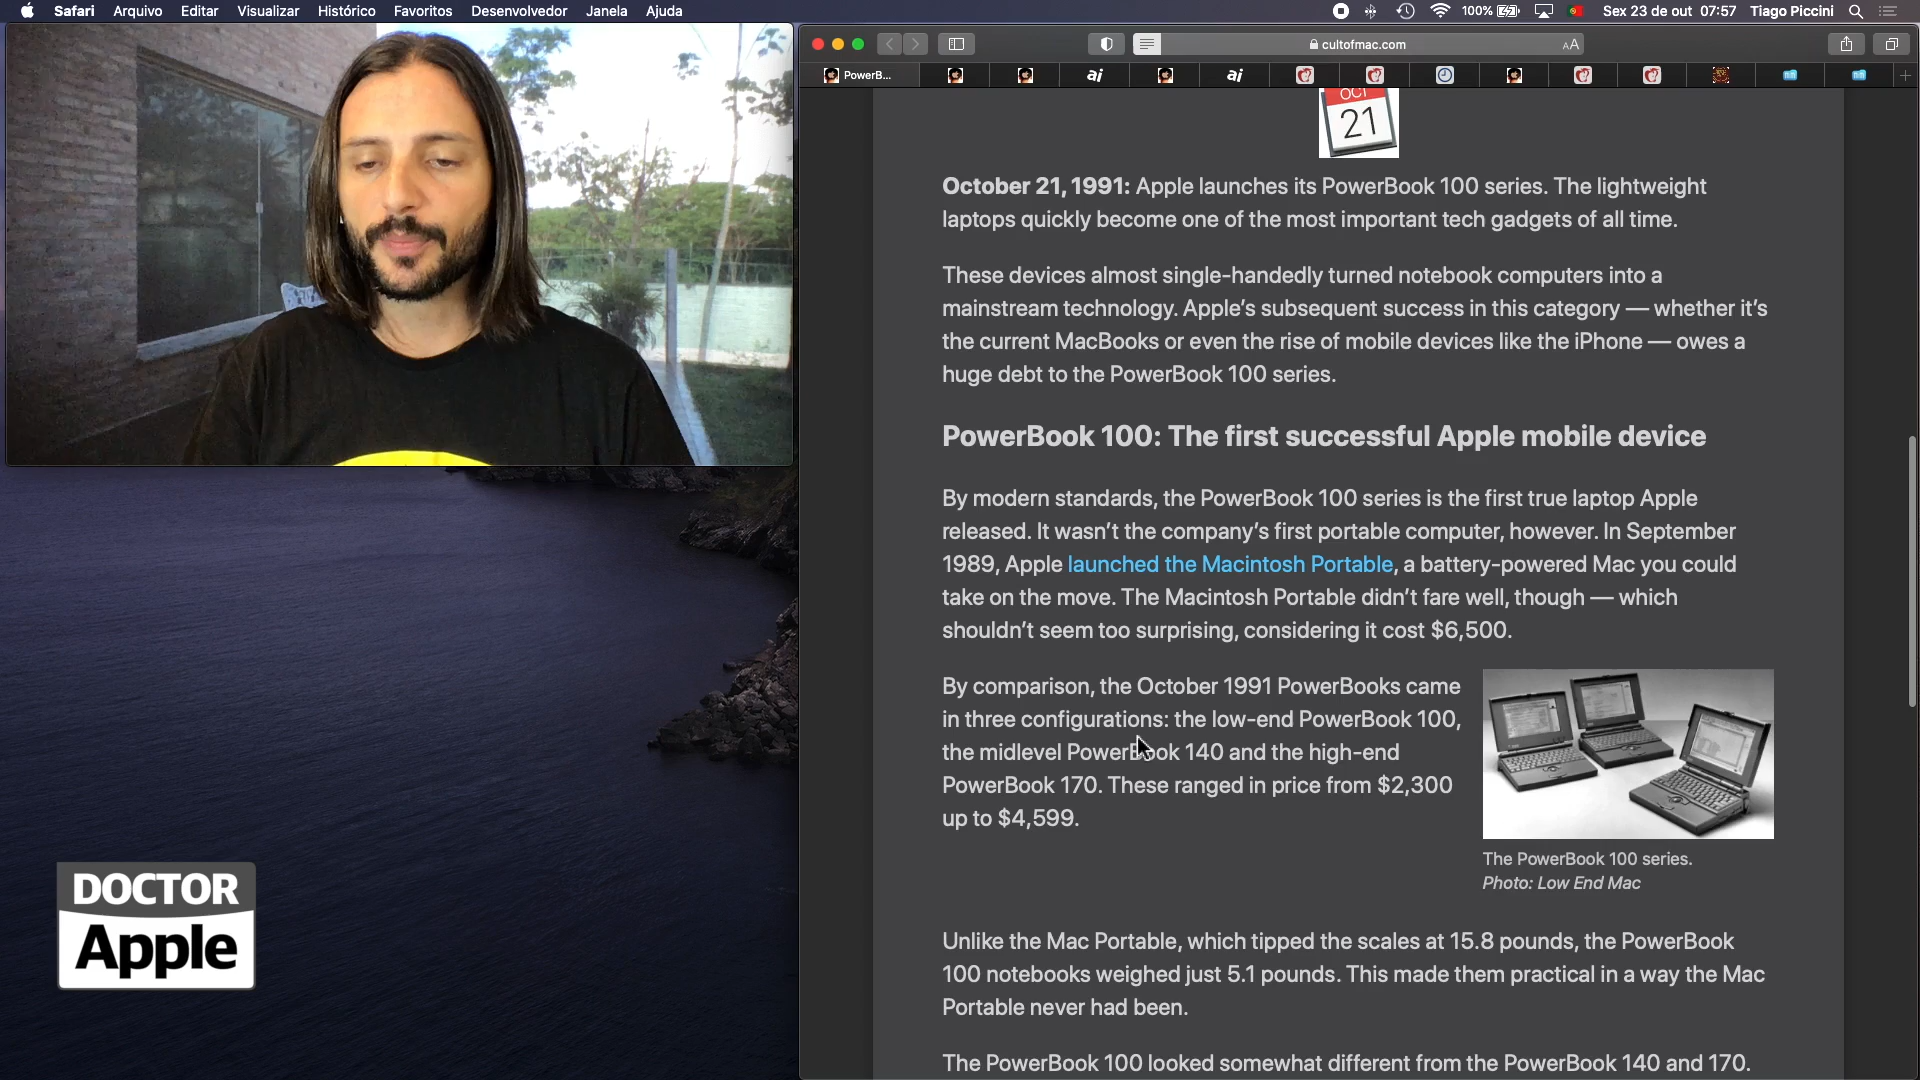 Safari Arquivo Editar Visualizar Histórico Favoritos Desenvolvedor Janela Ajuda 100% Sex 23 de out 07:57 Tiago Piccini
cultofmac.com AA
PowerB... ai ai
OCT
21
October 21, 1991: Apple launches its PowerBook 100 series. The lightweight
laptops quickly become one of the most important tech gadgets of all time.
These devices almost single-handedly turned notebook computers into a
mainstream technology. Apple’s subsequent success in this category — whether it’s
the current MacBooks or even the rise of mobile devices like the iPhone — owes a
huge debt to the PowerBook 100 series.
PowerBook 100: The first successful Apple mobile device
By modern standards, the PowerBook 100 series is the first true laptop Apple
released. It wasn’t the company’s first portable computer, however. In September
1989, Apple launched the Macintosh Portable, a battery-powered Mac you could
take on the move. The Macintosh Portable didn’t fare well, though — which
shouldn’t seem too surprising, considering it cost $6,500.
By comparison, the October 1991 PowerBooks came
in three configurations: the low-end PowerBook 100,
the midlevel PowerBook 140 and the high-end
PowerBook 170. These ranged in price from $2,300
up to $4,599.
The PowerBook 100 series.
Photo: Low End Mac
Unlike the Mac Portable, which tipped the scales at 15.8 pounds, the PowerBook
100 notebooks weighed just 5.1 pounds. This made them practical in a way the Mac
Portable never had been.
The PowerBook 100 looked somewhat different from the PowerBook 140 and 170.
DOCTOR
Apple